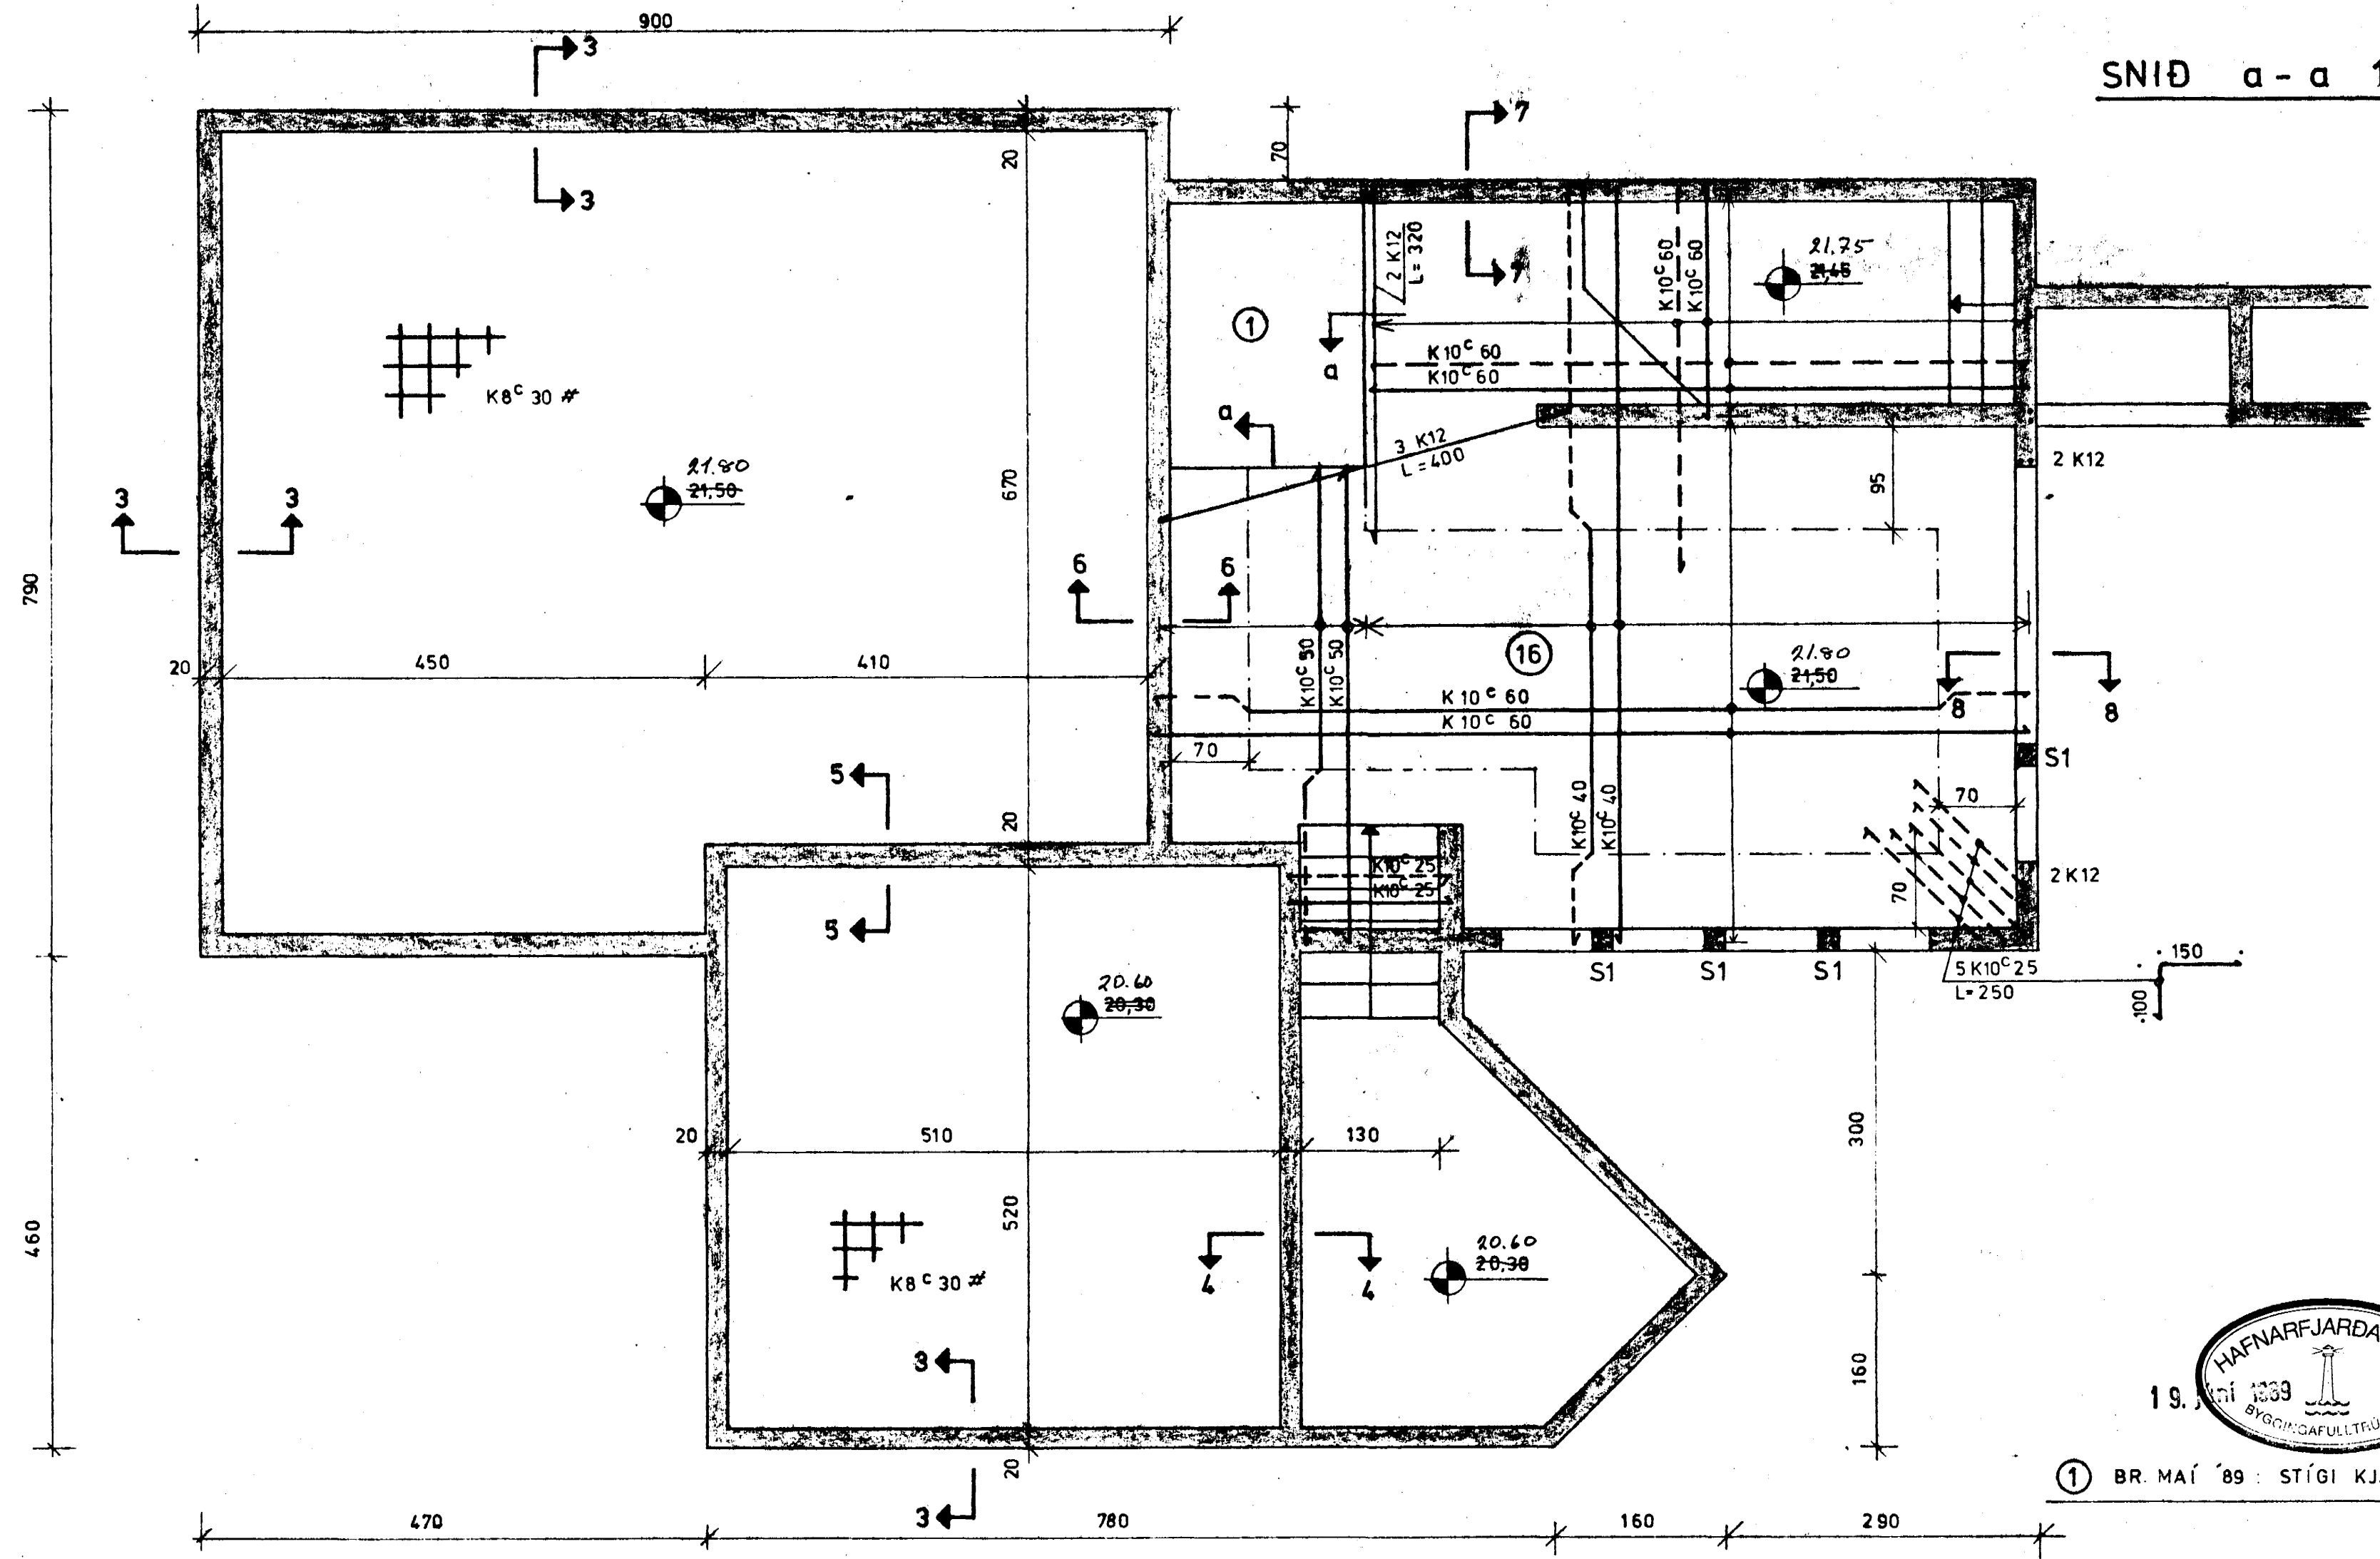 900
SNIÐ a - a 1
3
3
7
7
70
20
2 K12
L = 320
K10ᶜ 60
K10ᶜ 60
21.75
21,45
1
a
K 10ᶜ 60
K10ᶜ 60
K8ᶜ 30 #
a
3 K12
L = 400
2 K12
21.80
21,50
670
95
3
3
6
6
790
K10ᶜ 50
K10ᶜ 50
16
21.80
21,50
20
450
410
K 10ᶜ 60
K 10ᶜ 60
8
8
70
S1
5
20
K10ᶜ 40
K10ᶜ 40
70
K10ᶜ 25
K10ᶜ 25
70
2 K12
5
S1
S1
S1
150
5 K10ᶜ 25
L= 250
100
20.60
20,30
20
510
130
300
520
460
4
4
20.60
20,30
K8ᶜ 30 #
3
160
HAFNARFJARÐA
19. júní 1989
BYGGINGAFULLTRÚ
20
1 BR. MAÍ ´89 : STÍGI KJ.
3
470
780
160
290